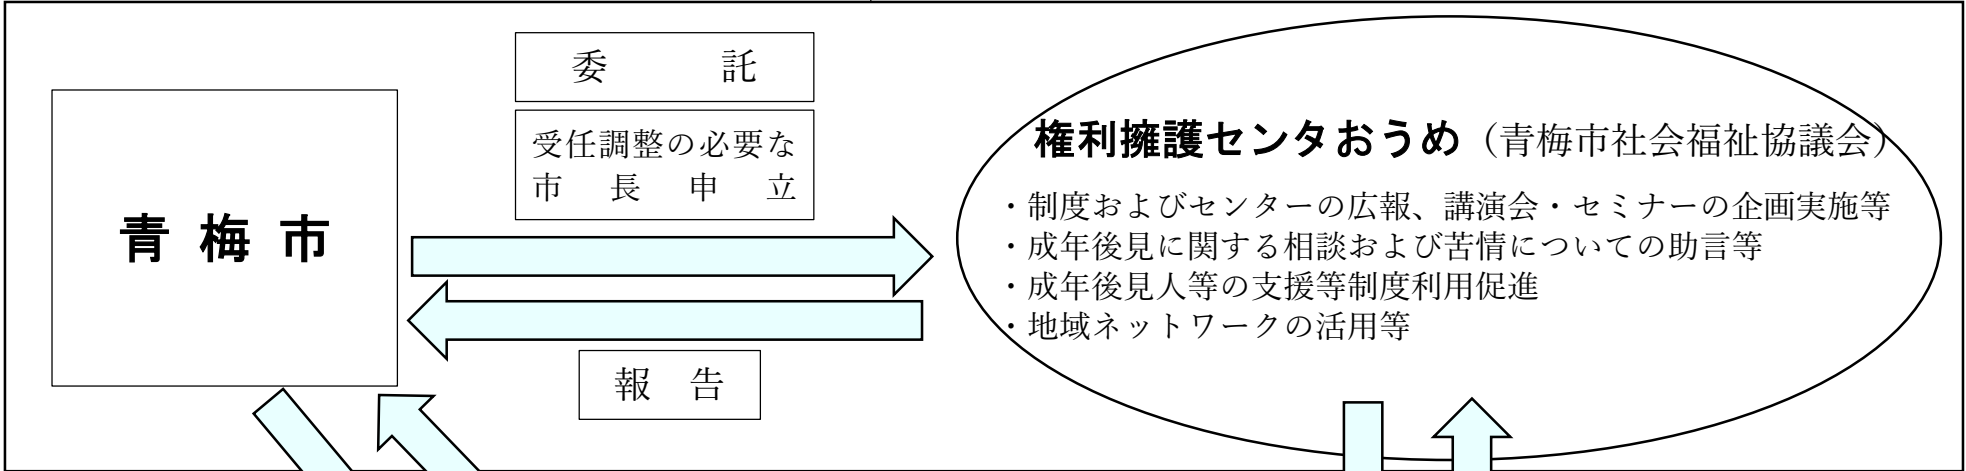 委　託
受任調整の必要な
市長申立
青梅市
報告
権利擁護センタおうめ（青梅市社会福祉協議会）
・制度およびセンターの広報、講演会・セミナーの企画実施等
・成年後見に関する相談および苦情についての助言等
・成年後見人等の支援等制度利用促進
・地域ネットワークの活用等